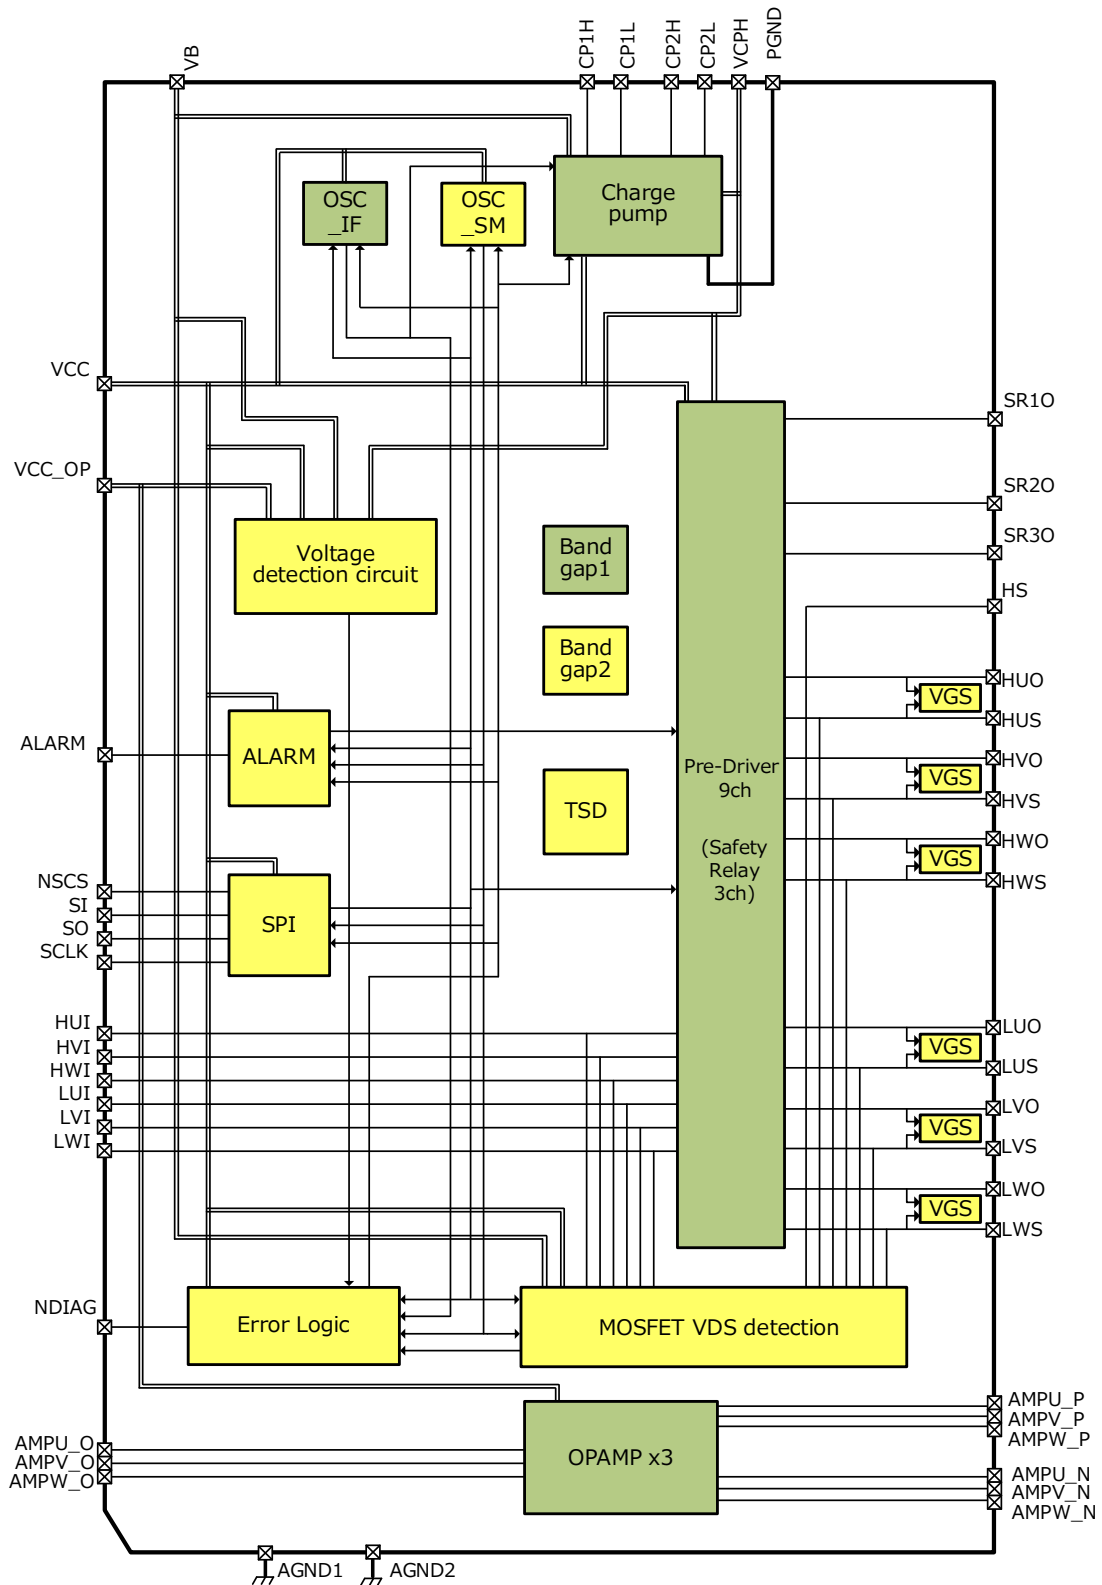 VB
CP1H
CP1L
CP2H
CP2L
VCPH
PGND
OSC
_IF
OSC
_SM
Charge
pump
VCC
VCC_OP
Voltage
detection circuit
Band
gap1
Band
gap2
ALARM
ALARM
TSD
NSCS
SI
SO
SCLK
SPI
Pre-Driver
9ch
(Safety
Relay
3ch)
SR1O
SR2O
SR3O
HS
HUO
VGS
HUS
HVO
VGS
HVS
HWO
VGS
HWS
HUI
HVI
HWI
LUI
LVI
LWI
LUO
VGS
LUS
LVO
VGS
LVS
LWO
VGS
LWS
NDIAG
Error Logic
MOSFET VDS detection
AMPU_O
AMPV_O
AMPW_O
OPAMP x3
AMPU_P
AMPV_P
AMPW_P
AMPU_N
AMPV_N
AMPW_N
AGND1
AGND2